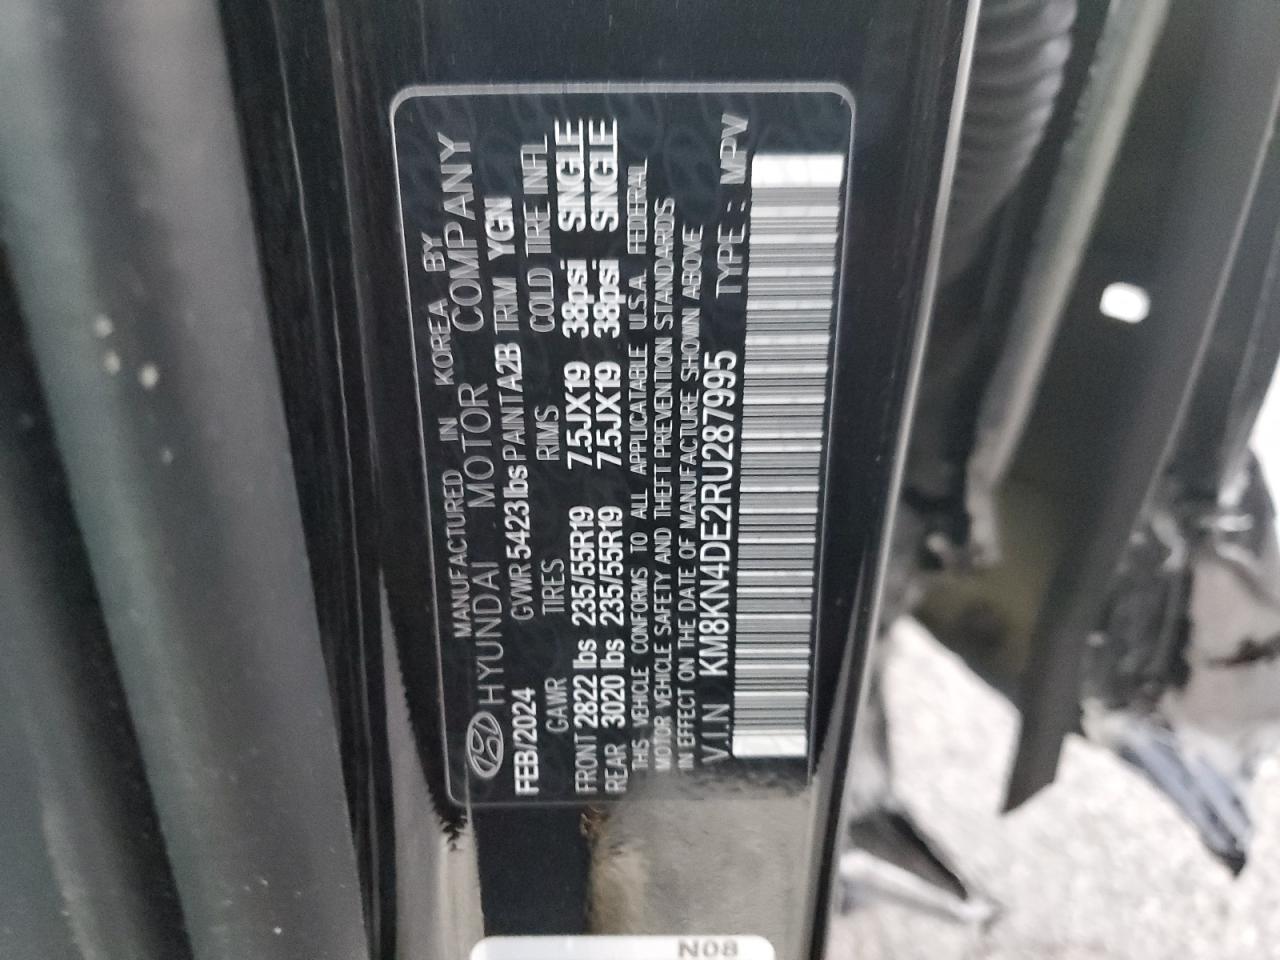 MANUFACTURED IN KOREA BY
HYUNDAI MOTOR COMPANY
FEB/2024 GVWR 5423lbs PAINT A2B TRIM YGN
GAWR TIRES RIMS COLD TIRE INFL
FRONT 2822 lbs 235/55R19 7.5JX19 38psi SINGLE
REAR 3020 lbs 235/55R19 7.5JX19 38psi SINGLE
THIS VEHICLE CONFORMS TO ALL APPLICATABLE U.S.A. FEDERAL
MOTOR VEHICLE SAFETY AND THEFT PREVENTION STANDARDS
IN EFFECT ON THE DATE OF MANUFACTURE SHOWN ABOVE
V.I.N KM8KN4DE2RU287995 TYPE : MPV
N08